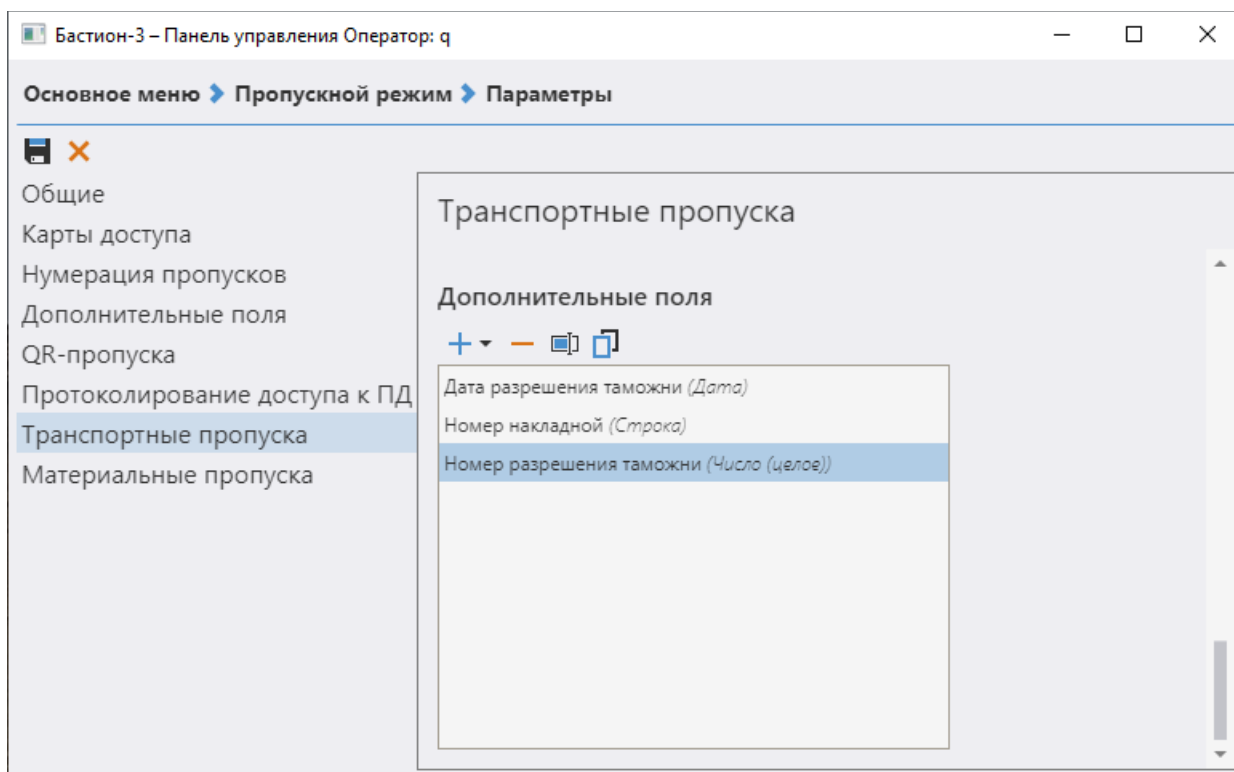 Бастион-3 – Панель управления Оператор: q
Основное меню Пропускной режим Параметры
Общие
Карты доступа
Нумерация пропусков
Дополнительные поля
QR-пропуска
Протоколирование доступа к ПД
Транспортные пропуска
Материальные пропуска
Транспортные пропуска
Дополнительные поля
Дата разрешения таможни (Дата)
Номер накладной (Строка)
Номер разрешения таможни (Число (целое))